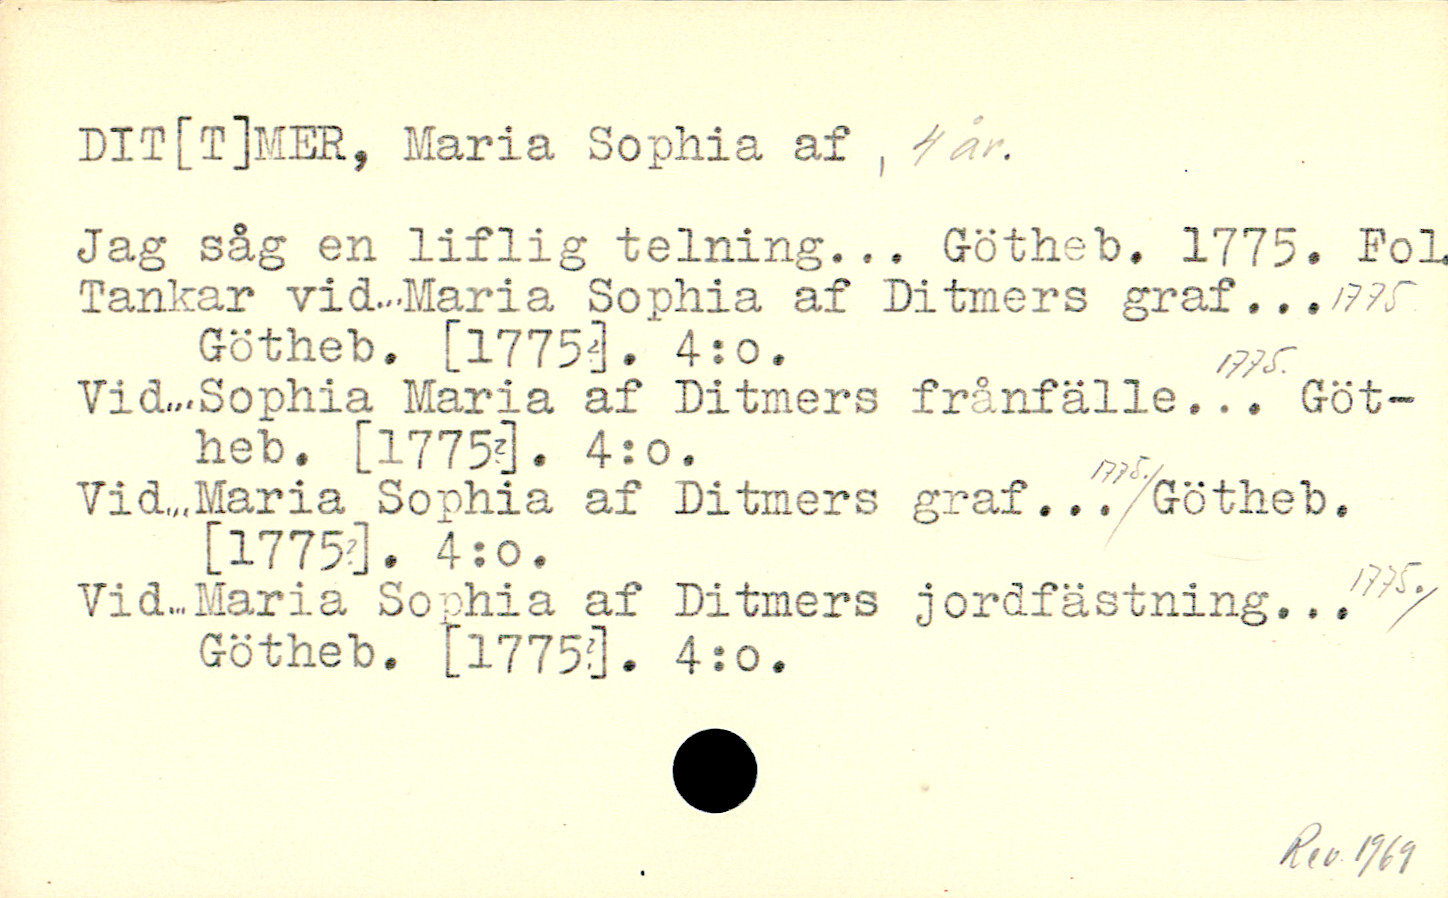 DIT[T]MER, Maria Sophia af , 4 år.
Jag såg en liflig telning... Götheb. 1775. Fol.
Tankar vid...Maria Sophia af Ditmers graf...1775
Götheb. [1775?]. 4:o.
Vid...Sophia Maria af Ditmers frånfälle... 1775. Göt-
heb. [1775?]. 4:o.
Vid...Maria Sophia af Ditmers graf... 1775./Götheb.
[1775?]. 4:o.
Vid...Maria Sophia af Ditmers jordfästning... 1775./
Götheb. [1775?]. 4:o.
Rev. 1969